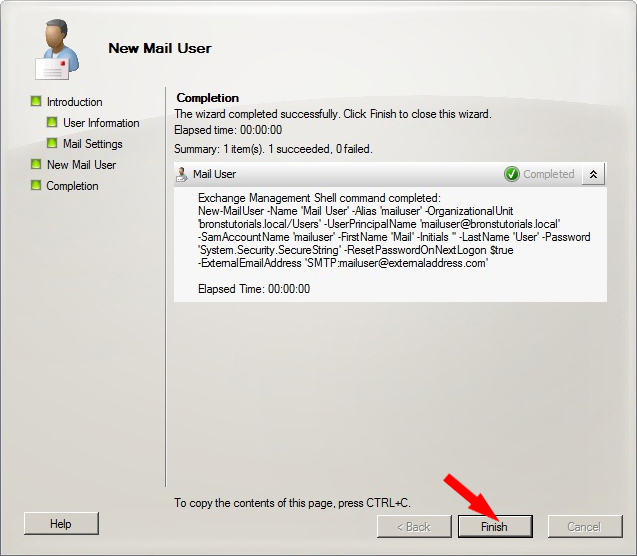 New Mail User
Introduction
User Information
Mail Settings
New Mail User
Completion
Completion
The wizard completed successfully. Click Finish to close this wizard.
Elapsed time: 00:00:00
Summary: 1 item(s). 1 succeeded, 0 failed.
Mail User
Completed
Exchange Management Shell command completed:
New-MailUser -Name 'Mail User' -Alias 'mailuser' -OrganizationalUnit
'bronstutorials.local/Users' -UserPrincipalName 'mailuser@bronstutorials.local'
-SamAccountName 'mailuser' -FirstName 'Mail' -Initials '' -LastName 'User' -Password
'System.Security.SecureString' -ResetPasswordOnNextLogon $true
-ExternalEmailAddress 'SMTP:mailuser@externaladdress.com'
Elapsed Time: 00:00:00
To copy the contents of this page, press CTRL+C.
Help
< Back
Finish
Cancel